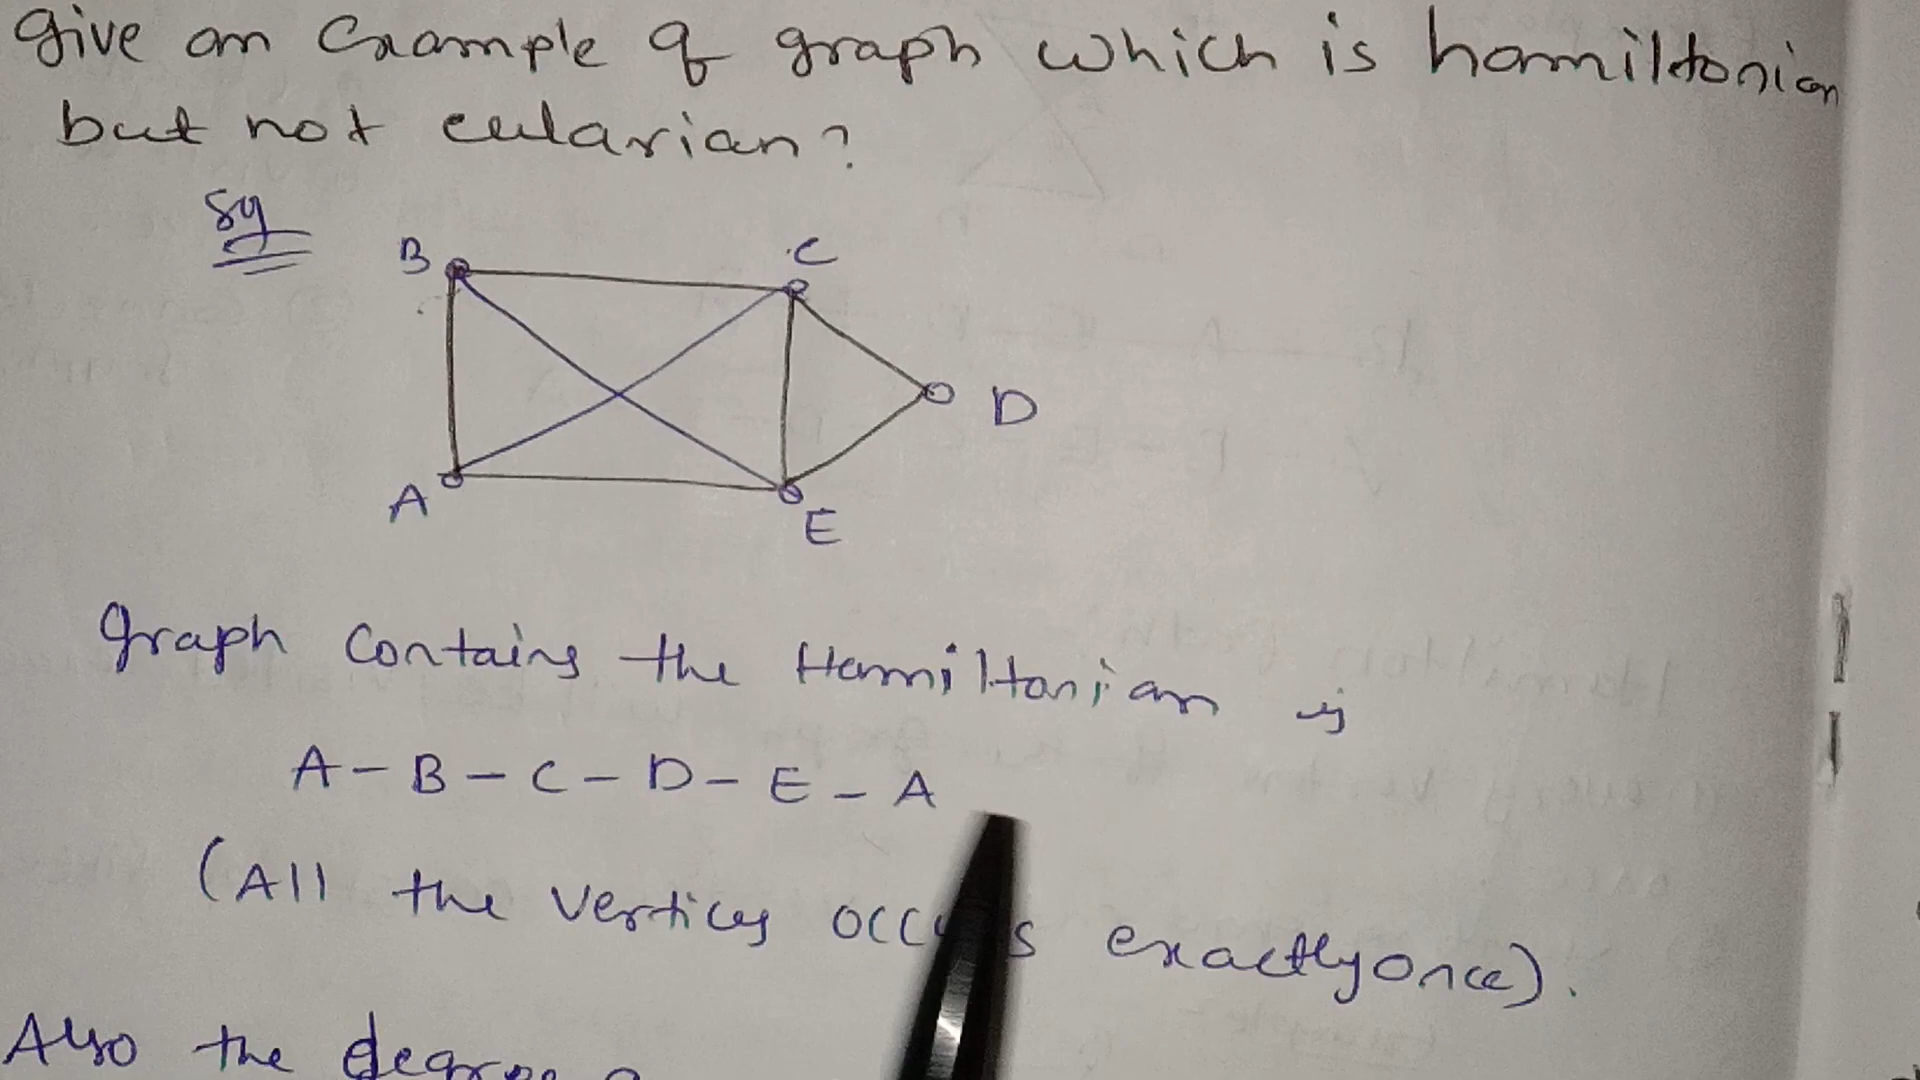 Give an Example of graph which is hamiltonian
but not eularian?
Sol
B
C
D
A
E
Graph Contains the Hamiltonian is
A - B - C - D - E - A
(All the vertices occurs exactly once).
Also the degree